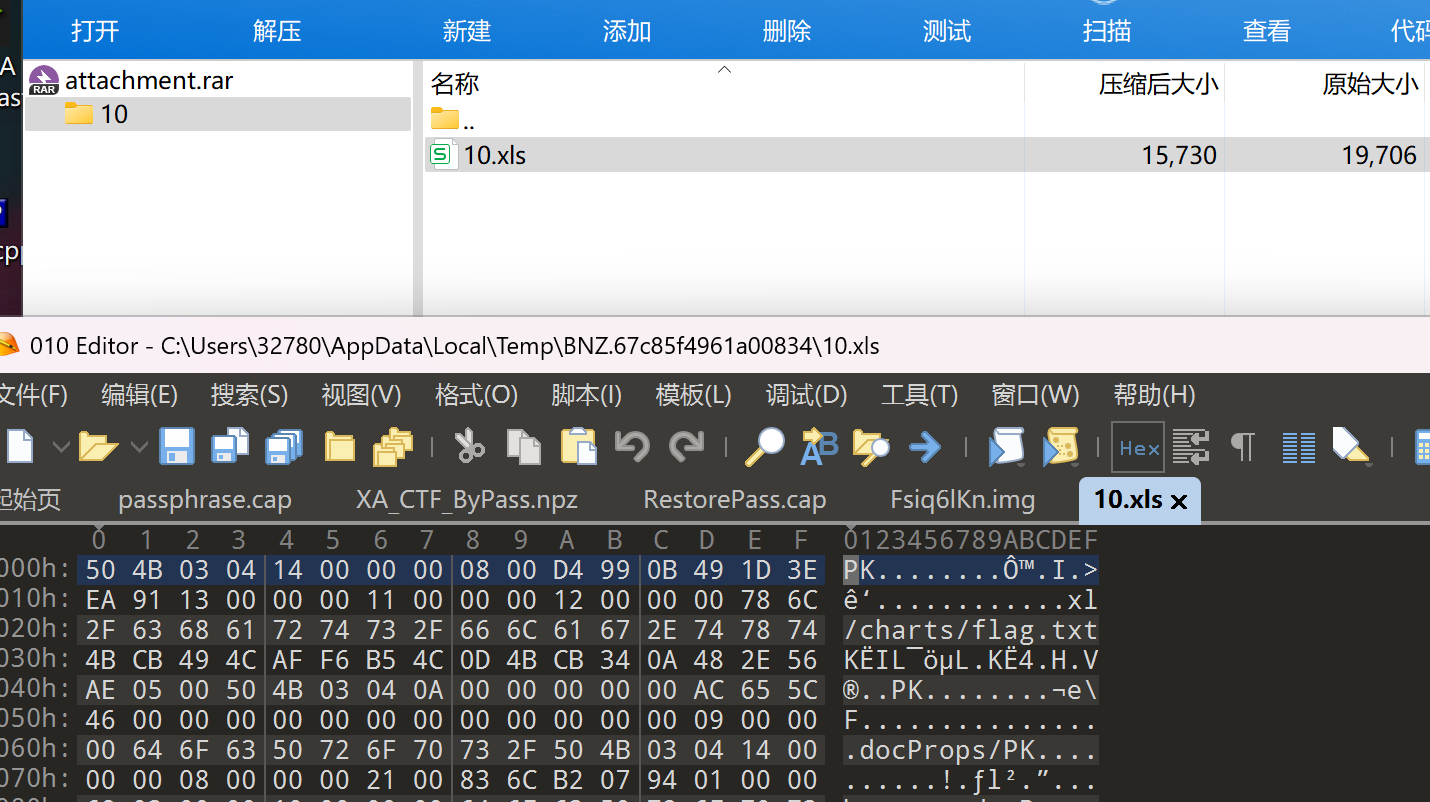 打开 解压 新建 添加 删除 测试 扫描 查看
attachment.rar
RAR
10
名称 压缩后大小 原始大小
..
10.xls 15,730 19,706
010 Editor - C:\Users\32780\AppData\Local\Temp\BNZ.67c85f4961a00834\10.xls
文件(F) 编辑(E) 搜索(S) 视图(V) 格式(O) 脚本(I) 模板(L) 调试(D) 工具(T) 窗口(W) 帮助(H)
Hex
起始页 passphrase.cap XA_CTF_ByPass.npz RestorePass.cap Fsiq6lKn.img 10.xls
0 1 2 3 4 5 6 7 8 9 A B C D E F 0123456789ABCDEF
000h: 50 4B 03 04 14 00 00 00 08 00 D4 99 0B 49 1D 3E PK........Ô™.I.>
010h: EA 91 13 00 00 00 11 00 00 00 12 00 00 00 78 6C ê‘............xl
020h: 2F 63 68 61 72 74 73 2F 66 6C 61 67 2E 74 78 74 /charts/flag.txt
030h: 4B CB 49 4C AF F6 B5 4C 0D 4B CB 34 0A 48 2E 56 KËIL¯öµL.KË4.H.V
040h: AE 05 00 50 4B 03 04 0A 00 00 00 00 00 AC 65 5C ®..PK........¬e\
050h: 46 00 00 00 00 00 00 00 00 00 00 00 00 09 00 00 F...............
060h: 00 64 6F 63 50 72 6F 70 73 2F 50 4B 03 04 14 00 .docProps/PK....
070h: 00 00 08 00 00 00 21 00 83 6C B2 07 94 01 00 00 ......!.ƒl².”...